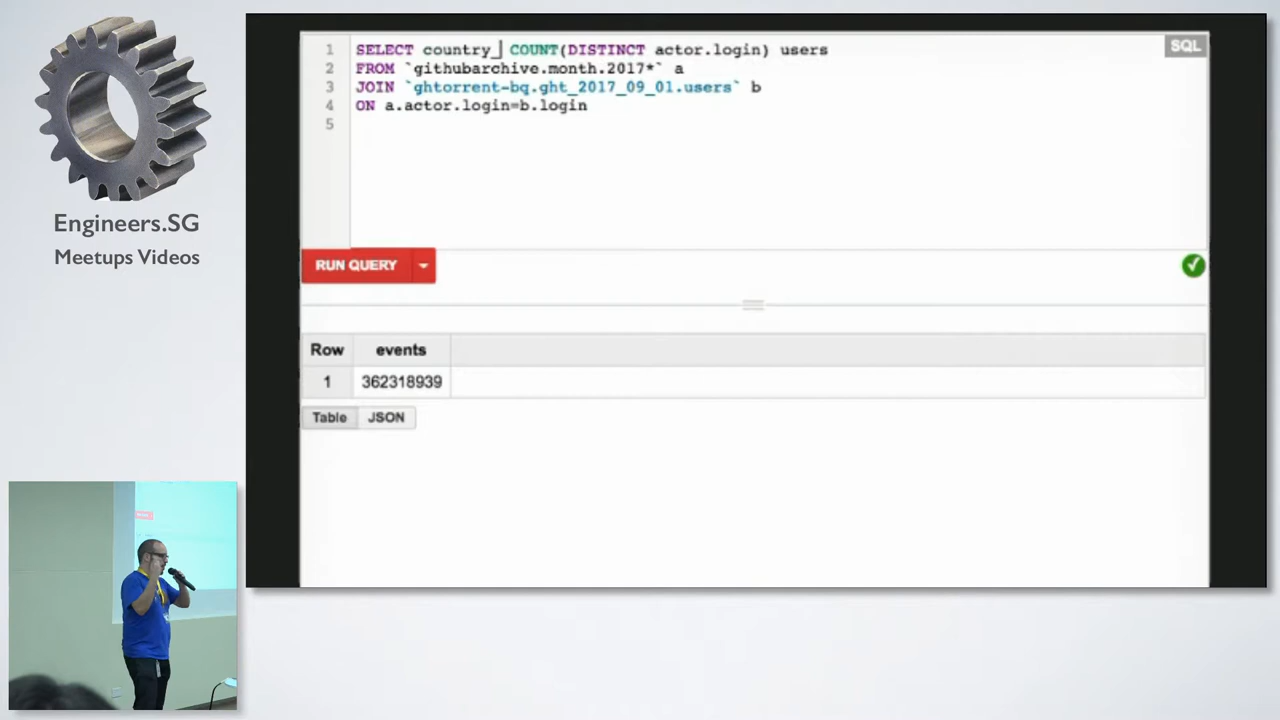 Engineers.SG
Meetups Videos
1 SELECT country_ COUNT(DISTINCT actor.login) users
2 FROM `githubarchive.month.2017*` a
3 JOIN `ghtorrent-bq.ght_2017_09_01.users` b
4 ON a.actor.login=b.login
5
SQL
RUN QUERY
Row events
1 362318939
Table JSON